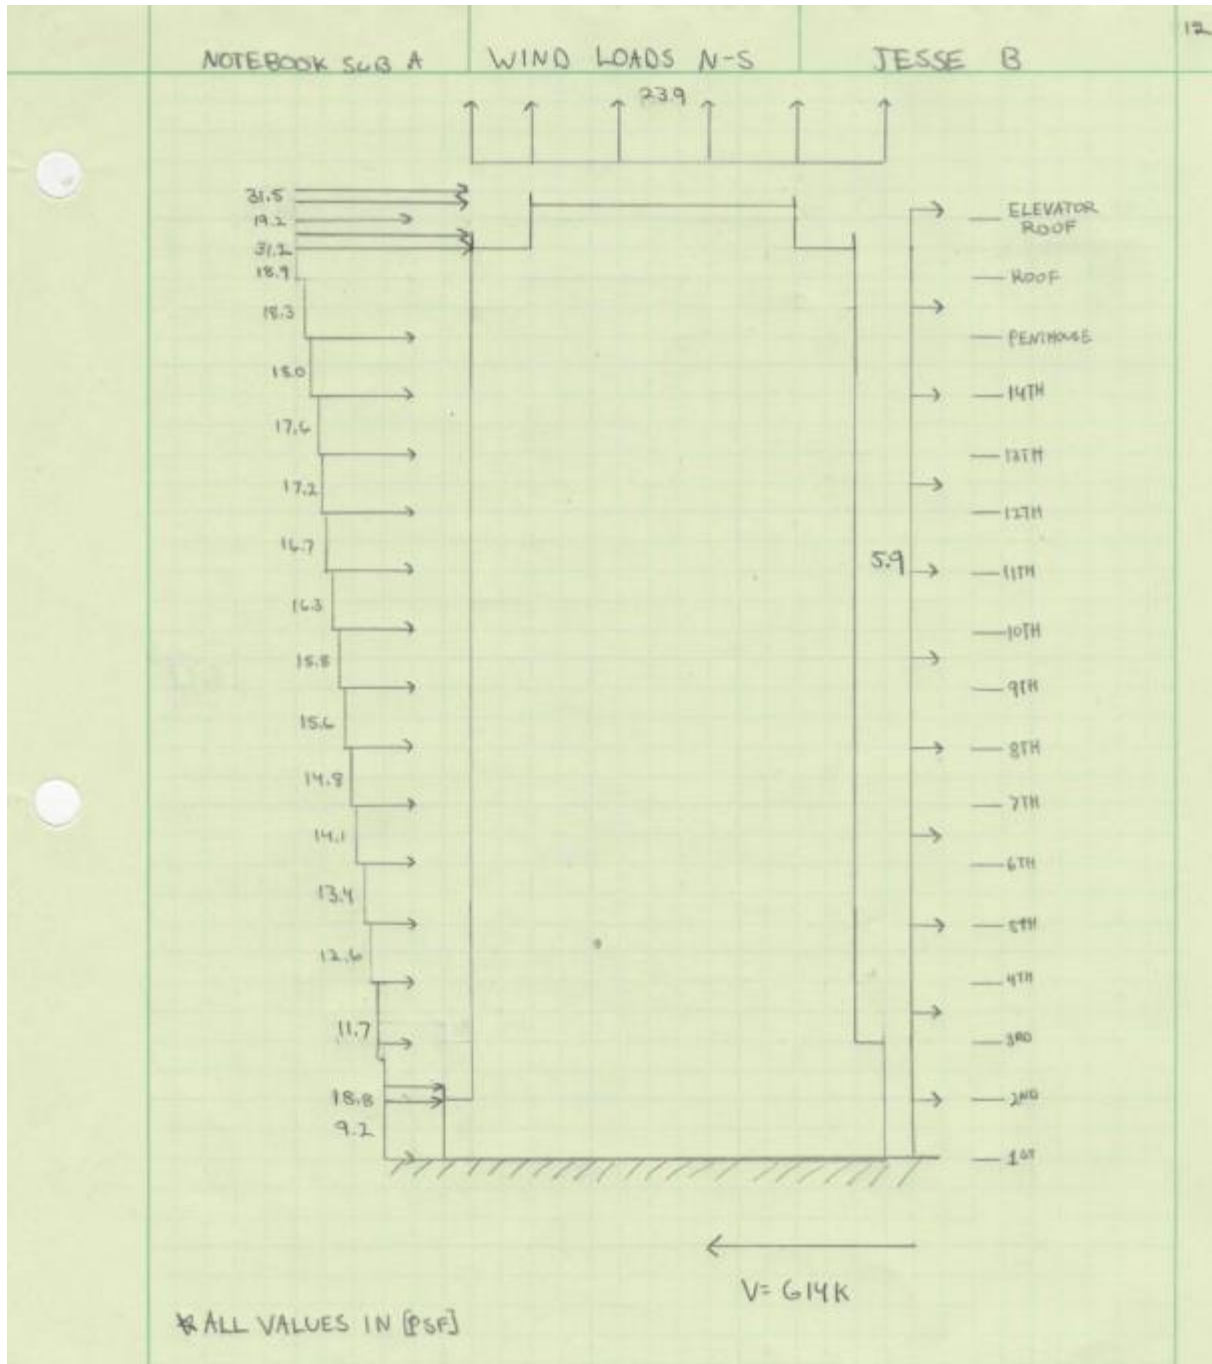 12
NOTEBOOK SUB A
WIND LOADS N-S
JESSE B
23.9
31.5
19.2
31.2
18.9
18.3
18.0
17.6
17.2
16.7
16.3
15.8
15.6
14.8
14.1
13.4
12.6
11.7
18.8
9.2
5.9
ELEVATOR
ROOF
ROOF
PENTHOUSE
14TH
13TH
12TH
11TH
10TH
9TH
8TH
7TH
6TH
5TH
4TH
3RD
2ND
1ST
V= 614K
* ALL VALUES IN [PSF]